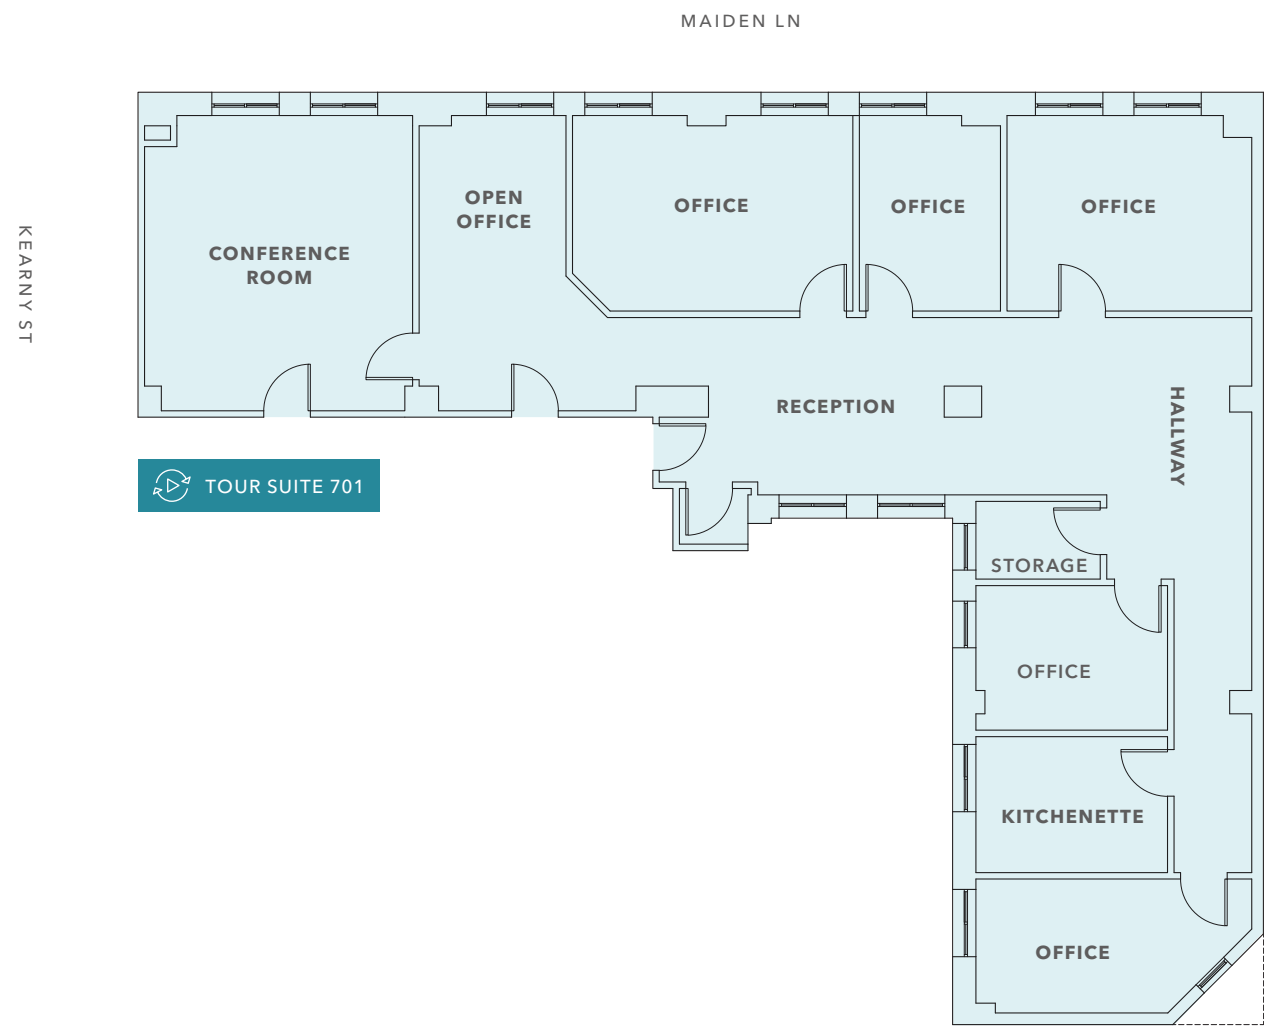 MAIDEN LN
KEARNY ST
CONFERENCE
ROOM
OPEN
OFFICE
OFFICE
OFFICE
OFFICE
RECEPTION
HALLWAY
TOUR SUITE 701
STORAGE
OFFICE
KITCHENETTE
OFFICE